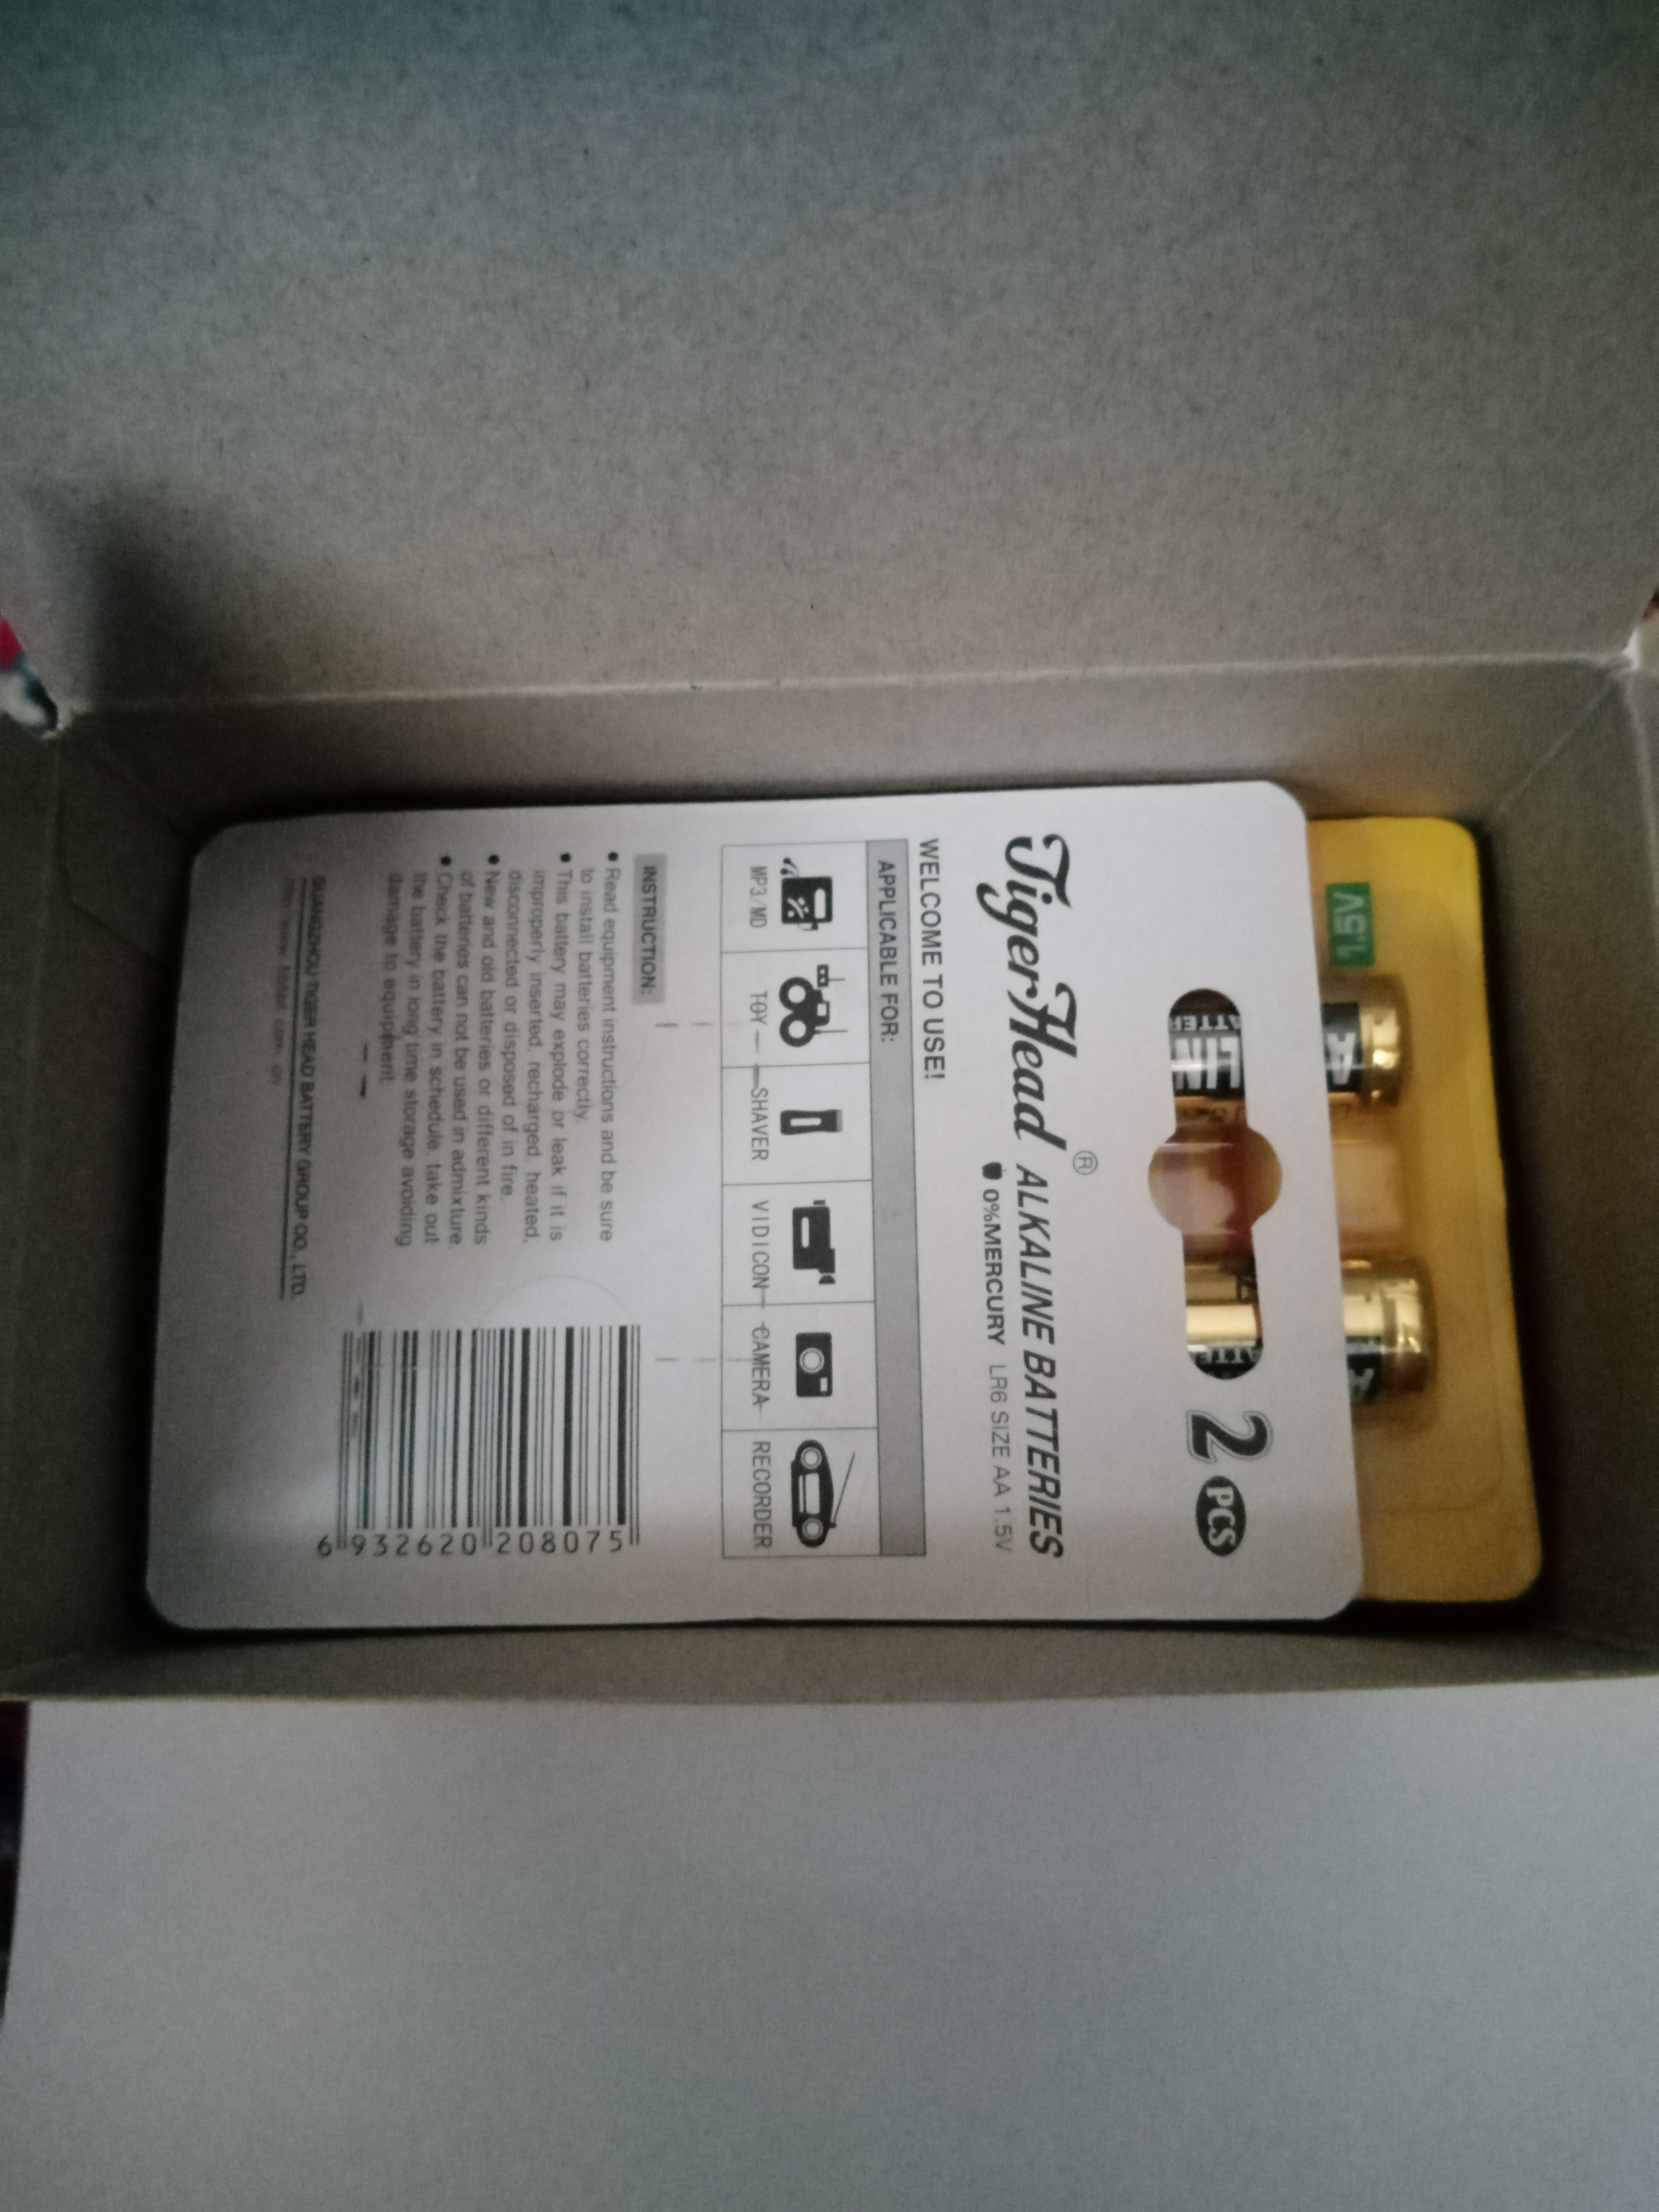 2 PCS
TigerHead® ALKALINE BATTERIES
0%MERCURY LR6 SIZE AA 1.5V
WELCOME TO USE!
APPLICABLE FOR:
MP3/MD TOY SHAVER VIDICON CAMERA RECORDER
INSTRUCTION:
● Read equipment instructions and be sure
to install batteries correctly.
● This battery may explode or leak if it is
improperly inserted, recharged, heated,
disconnected or disposed of in fire.
● New and old batteries or different kinds
of batteries can not be used in admixture.
● Check the battery in schedule, take out
the battery in long time storage avoiding
damage to equipment.
GUANGZHOU TIGER HEAD BATTERY GROUP CO., LTD.
6 932620 208075
1.5V